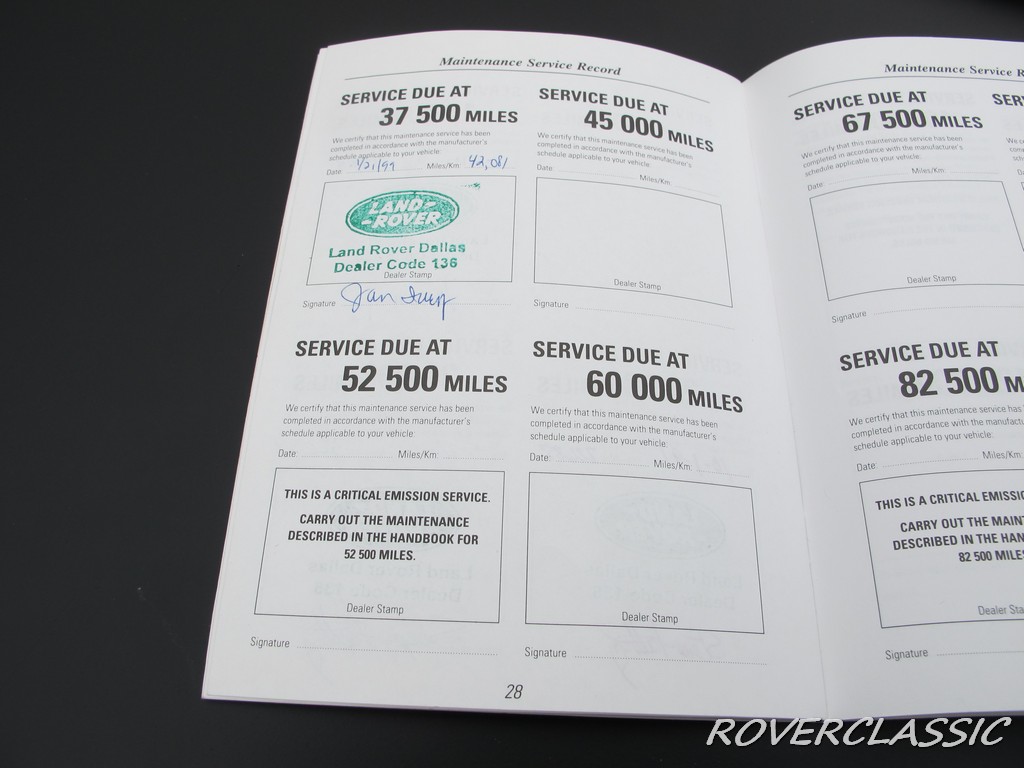 Maintenance Service Record
SERVICE DUE AT
37 500 MILES
We certify that this maintenance service has been
completed in accordance with the manufacturer's
schedule applicable to your vehicle:
Date: 1/21/99 Miles/Km: 42,081
LAND-
-ROVER
Land Rover Dallas
Dealer Code 136
Dealer Stamp
Signature
SERVICE DUE AT
45 000 MILES
We certify that this maintenance service has been
completed in accordance with the manufacturer's
schedule applicable to your vehicle:
Date: Miles/Km:
Dealer Stamp
Signature
SERVICE DUE AT
52 500 MILES
We certify that this maintenance service has been
completed in accordance with the manufacturer's
schedule applicable to your vehicle:
Date: Miles/Km:
THIS IS A CRITICAL EMISSION SERVICE.
CARRY OUT THE MAINTENANCE
DESCRIBED IN THE HANDBOOK FOR
52 500 MILES.
Dealer Stamp
Signature
SERVICE DUE AT
60 000 MILES
We certify that this maintenance service has been
completed in accordance with the manufacturer's
schedule applicable to your vehicle:
Date: Miles/Km:
Dealer Stamp
Signature
28
Maintenance Service R
SERVICE DUE AT
67 500 MILES
We certify that this maintenance service has been
completed in accordance with the manufacturer's
schedule applicable to your vehicle:
Date: Miles/Km:
Dealer Stamp
Signature
SER
SERVICE DUE AT
82 500 M
We certify that this maintenance service has
completed in accordance with the manufactu
schedule applicable to your vehicle:
Date: Miles/Km:
THIS IS A CRITICAL EMISSIO
CARRY OUT THE MAIN
DESCRIBED IN THE HAN
82 500 MILES
Dealer Sta
Signature
ROVERCLASSIC